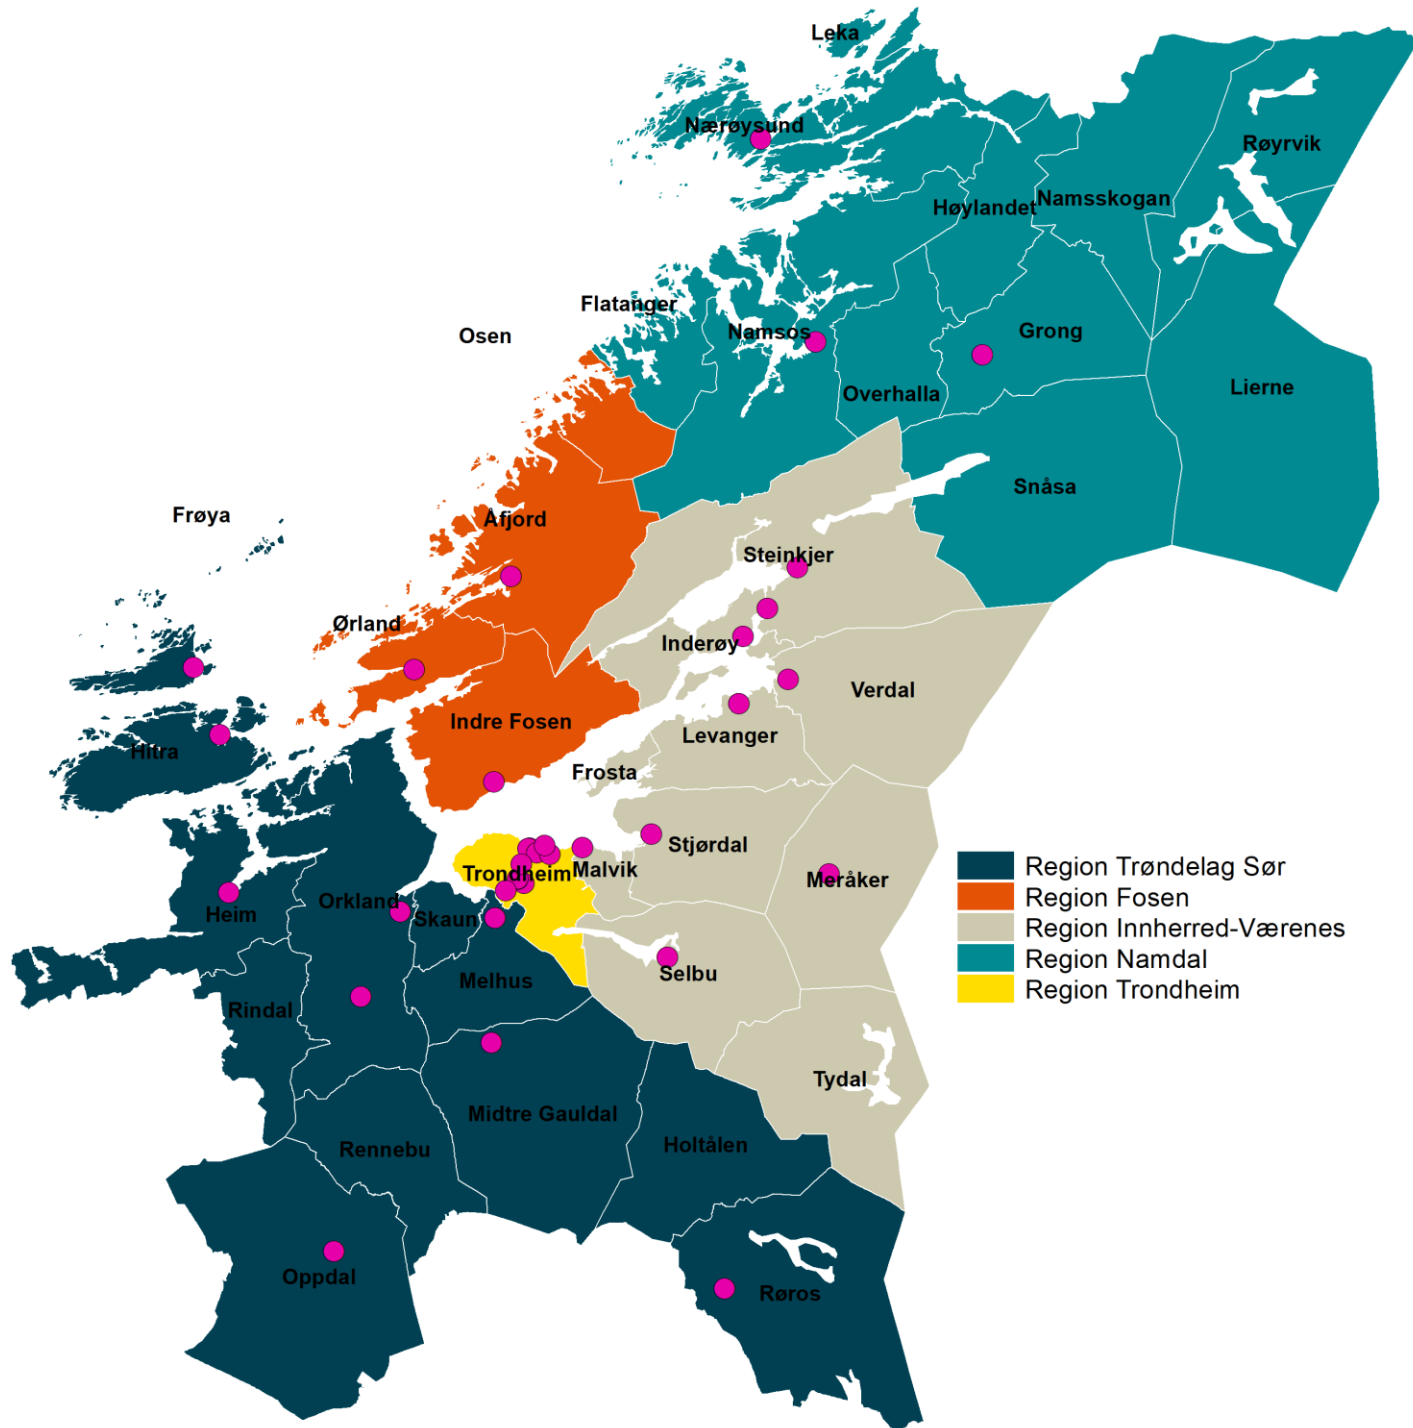 Leka
Nærøysund
Røyrvik
Høylandet
Namsskogan
Flatanger
Osen
Namsos
Grong
Overhalla
Lierne
Snåsa
Frøya
Åfjord
Steinkjer
Ørland
Inderøy
Verdal
Indre Fosen
Levanger
Hitra
Frosta
Stjørdal
Trondheim
Malvik
Meråker
Region Trøndelag Sør
Region Fosen
Region Innherred-Værenes
Region Namdal
Region Trondheim
Orkland
Heim
Skaun
Selbu
Melhus
Rindal
Tydal
Midtre Gauldal
Rennebu
Holtålen
Oppdal
Røros